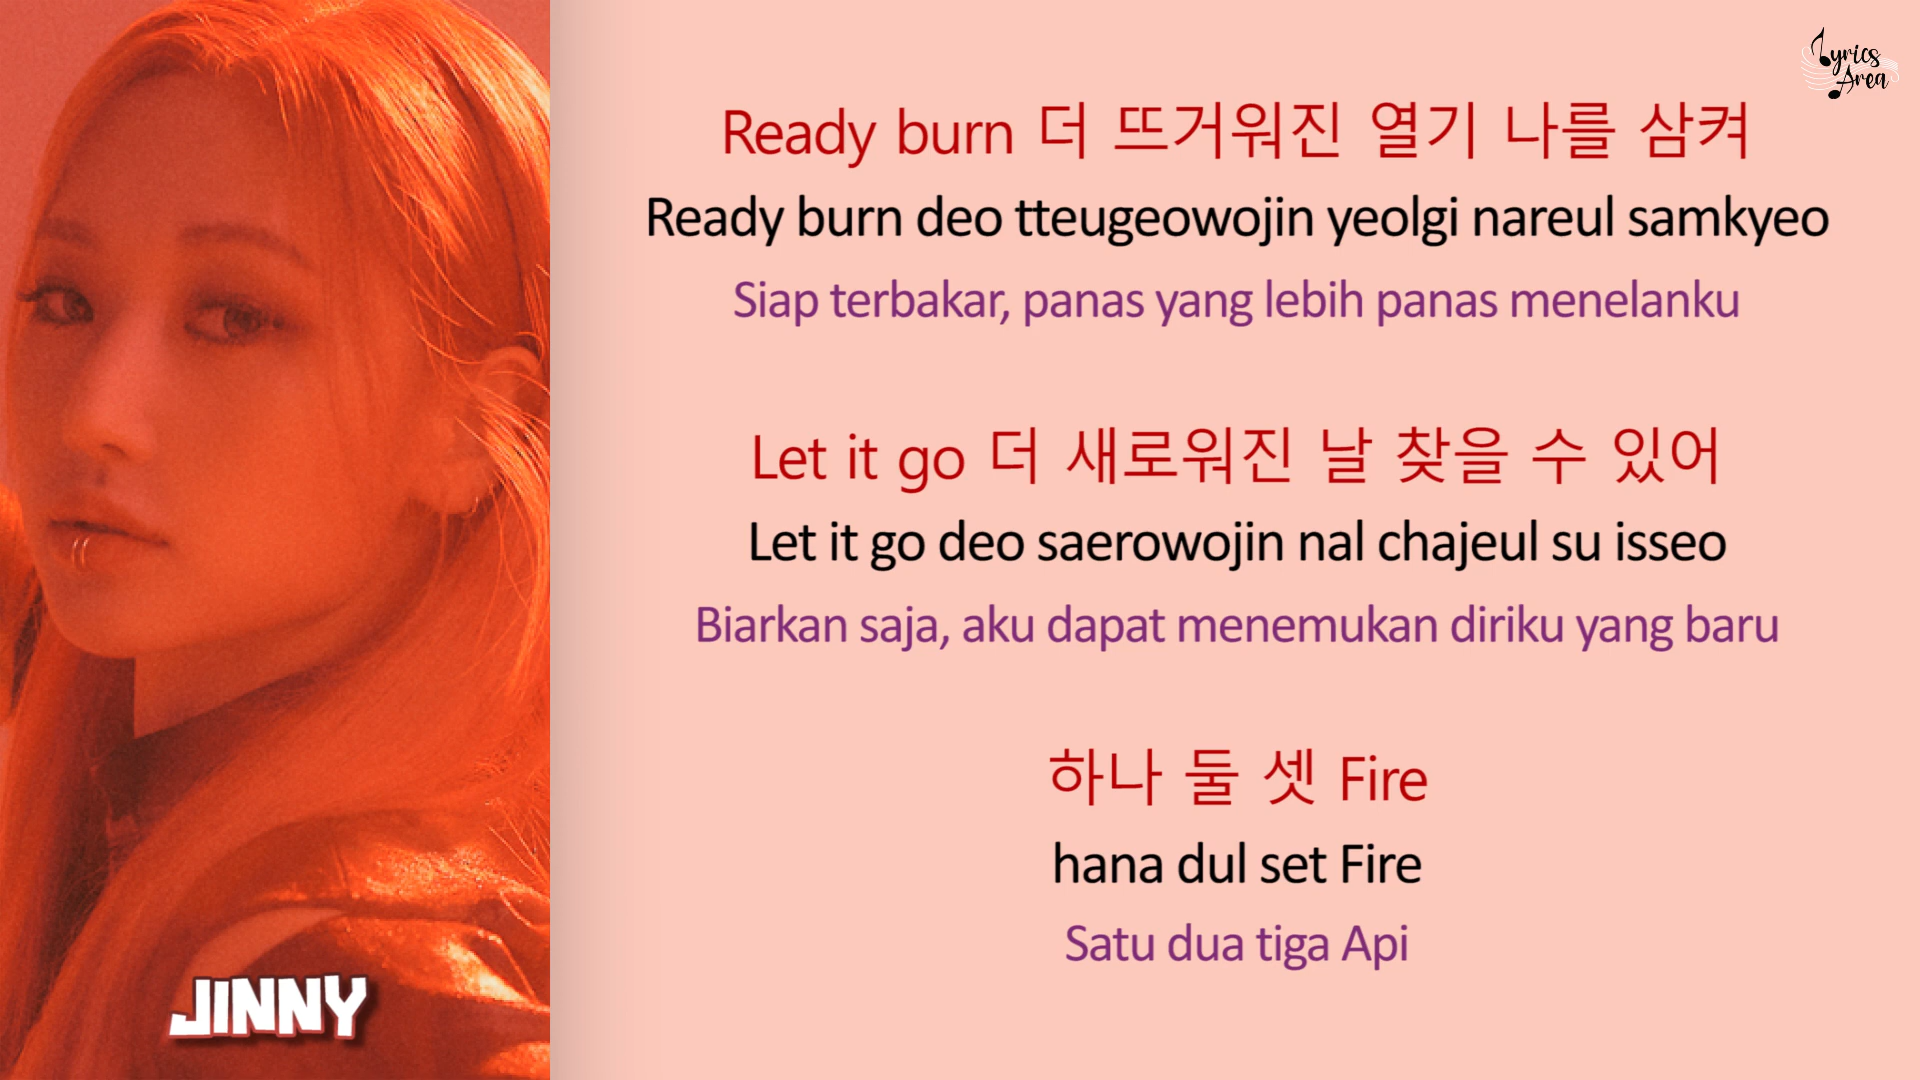 Lyrics
Area
Ready burn 더 뜨거워진 열기 나를 삼켜
Ready burn deo tteugeowojin yeolgi nareul samkyeo
Siap terbakar, panas yang lebih panas menelanku
Let it go 더 새로워진 날 찾을 수 있어
Let it go deo saerowojin nal chajeul su isseo
Biarkan saja, aku dapat menemukan diriku yang baru
하나 둘 셋 Fire
hana dul set Fire
Satu dua tiga Api
JINNY